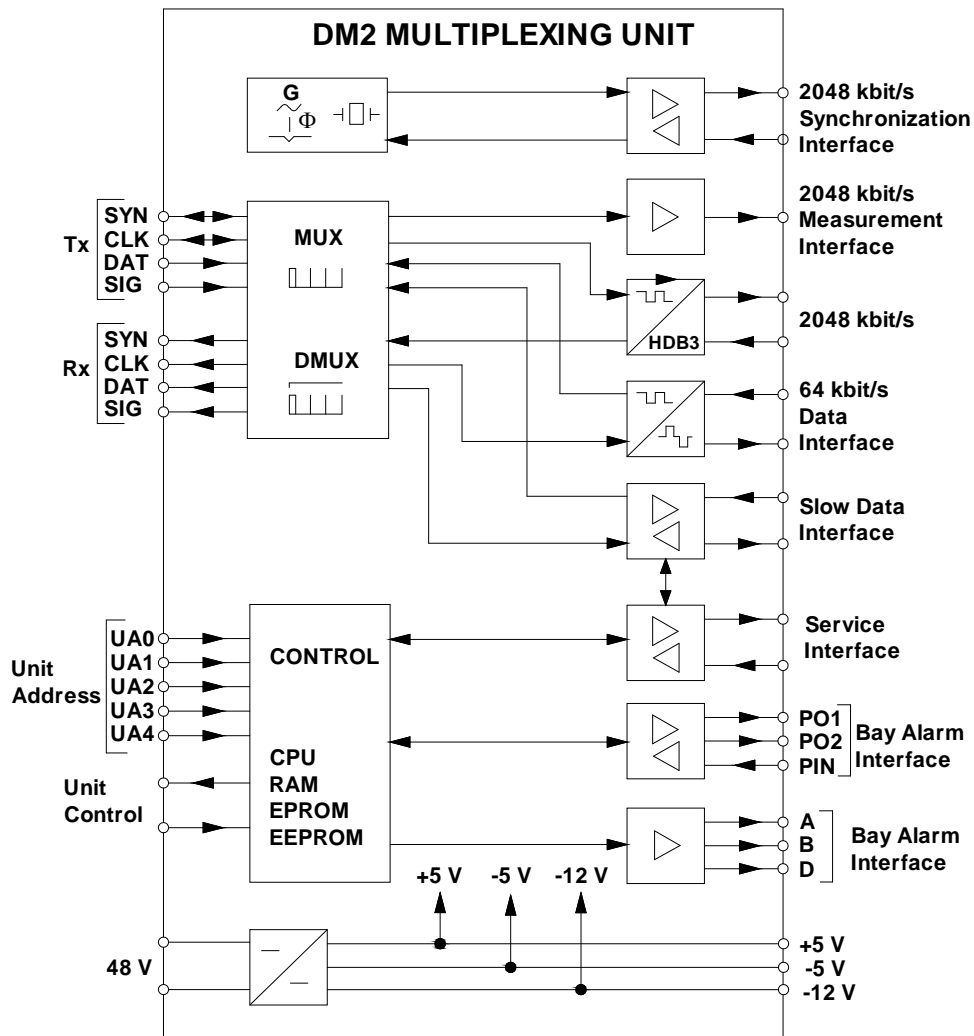 DM2 MULTIPLEXING UNIT
G
Φ
2048 kbit/s
Synchronization
Interface
2048 kbit/s
Measurement
Interface
Tx
SYN
CLK
DAT
SIG
MUX
HDB3
2048 kbit/s
Rx
SYN
CLK
DAT
SIG
DMUX
64 kbit/s
Data
Interface
Slow Data
Interface
Unit
Address
UA0
UA1
UA2
UA3
UA4
Unit
Control
CONTROL
CPU
RAM
EPROM
EEPROM
Service
Interface
PO1
PO2
PIN
Bay Alarm
Interface
A
B
D
Bay Alarm
Interface
+5 V
-5 V
-12 V
48 V
+5 V
-5 V
-12 V